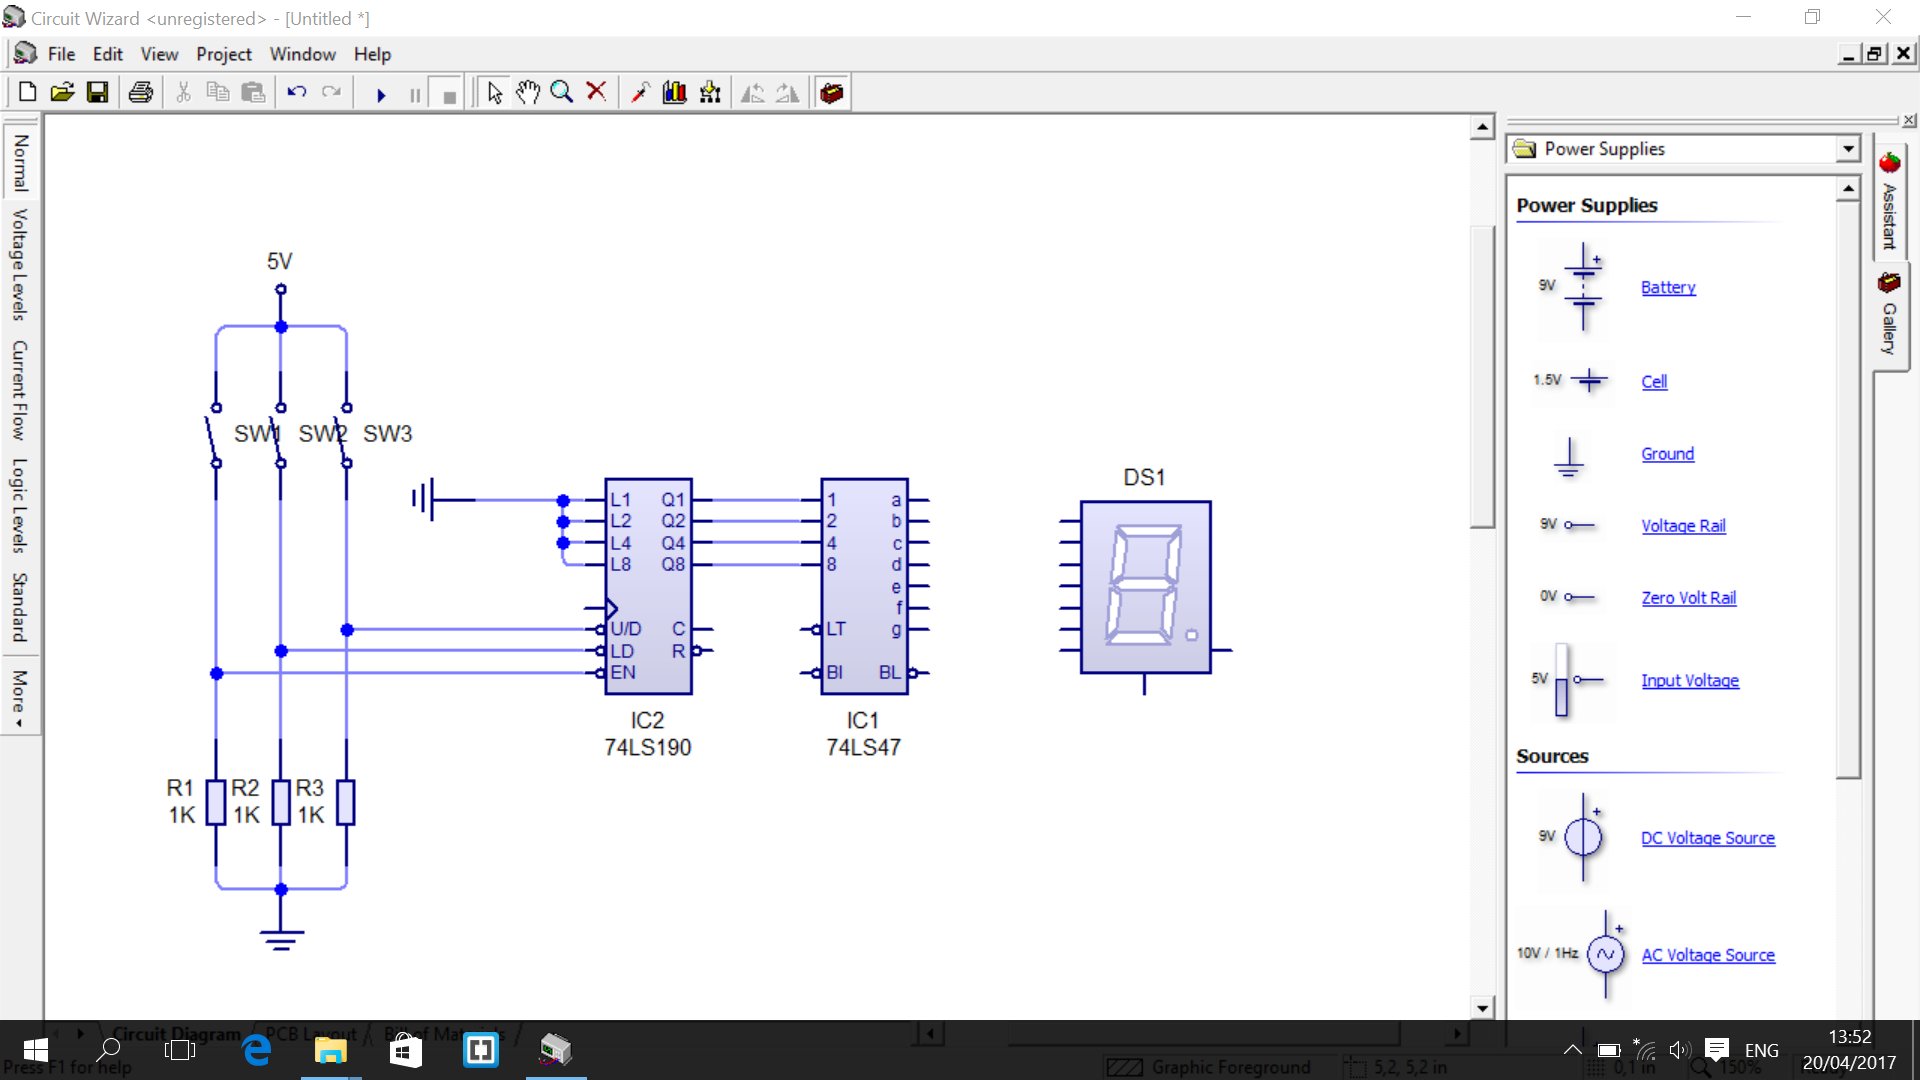 Circuit Wizard <unregistered> - [Untitled *]
File Edit View Project Window Help
Normal
Voltage Levels
Current Flow
Logic Levels
Standard
More
5V
SW1 SW2 SW3
L1 Q1
L2 Q2
L4 Q4
L8 Q8
U/D C
LD R
EN
IC2
74LS190
1 a
2 b
4 c
8 d
e
f
LT g
BI BL
IC1
74LS47
DS1
R1 R2 R3
1K 1K 1K
Power Supplies
Power Supplies
9V Battery
1.5V Cell
Ground
9V Voltage Rail
0V Zero Volt Rail
5V Input Voltage
Sources
9V DC Voltage Source
10V / 1Hz AC Voltage Source
Assistant
Gallery
Circuit Diagram PCB Layout Bill of Materials
Press F1 for help
Graphic Foreground 5,2, 5,2 in 0,1 in 150%
ENG
13:52
20/04/2017